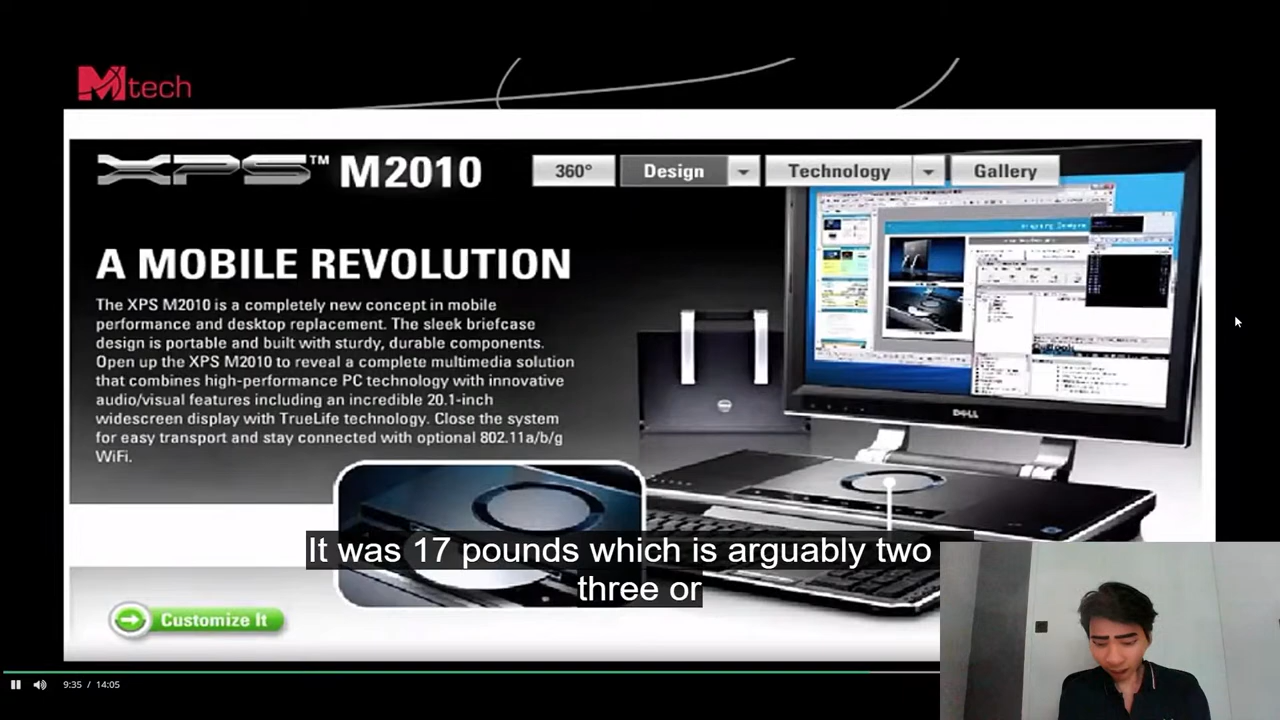 Mtech
XPS™ M2010
360°
Design
Technology
Gallery
A MOBILE REVOLUTION
The XPS M2010 is a completely new concept in mobile
performance and desktop replacement. The sleek briefcase
design is portable and built with sturdy, durable components.
Open up the XPS M2010 to reveal a complete multimedia solution
that combines high-performance PC technology with innovative
audio/visual features including an incredible 20.1-inch
widescreen display with TrueLife technology. Close the system
for easy transport and stay connected with optional 802.11a/b/g
WiFi.
DELL
It was 17 pounds which is arguably two
three or
Customize It
9:35 / 14:05